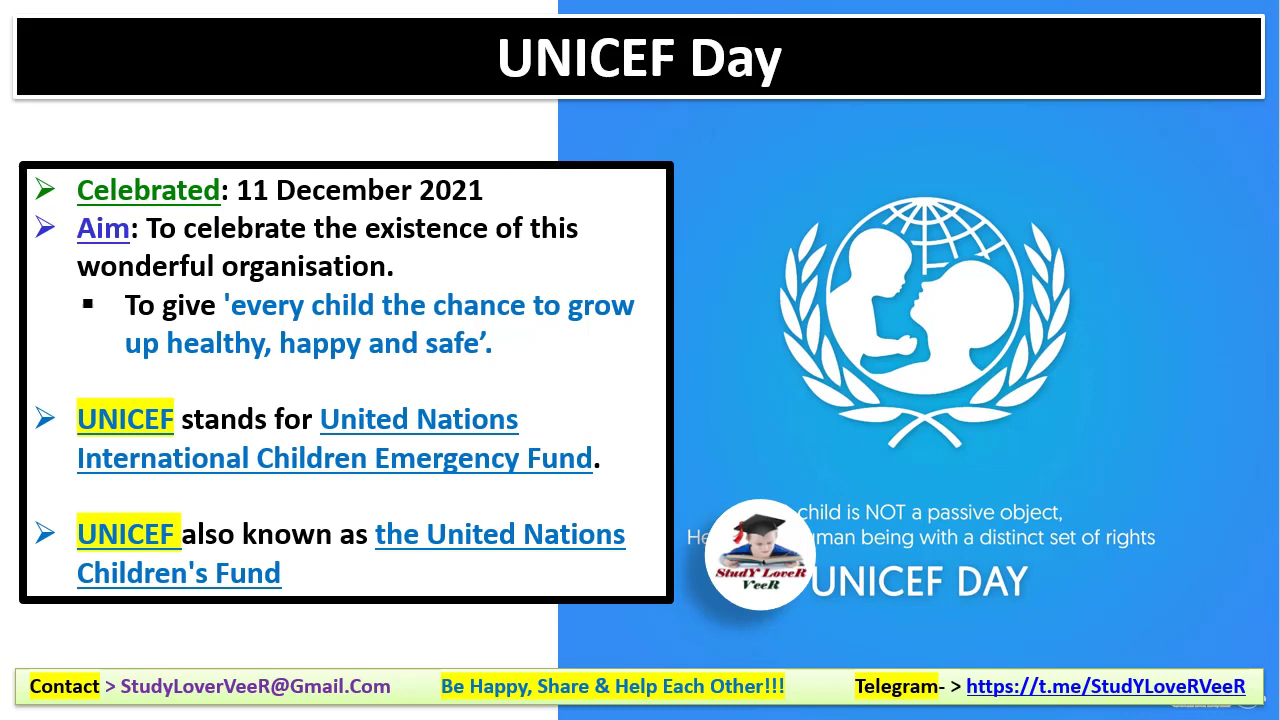 UNICEF Day
Celebrated: 11 December 2021
Aim: To celebrate the existence of this
wonderful organisation.
To give 'every child the chance to grow
up healthy, happy and safe’.
UNICEF stands for United Nations
International Children Emergency Fund.
UNICEF also known as the United Nations
Children's Fund
child is NOT a passive object,
being with a distinct set of rights
UNICEF DAY
StudY LoveR
VeeR
Contact > StudyLoverVeeR@Gmail.Com
Be Happy, Share & Help Each Other!!!
Telegram- > https://t.me/StudYLoveRVeeR